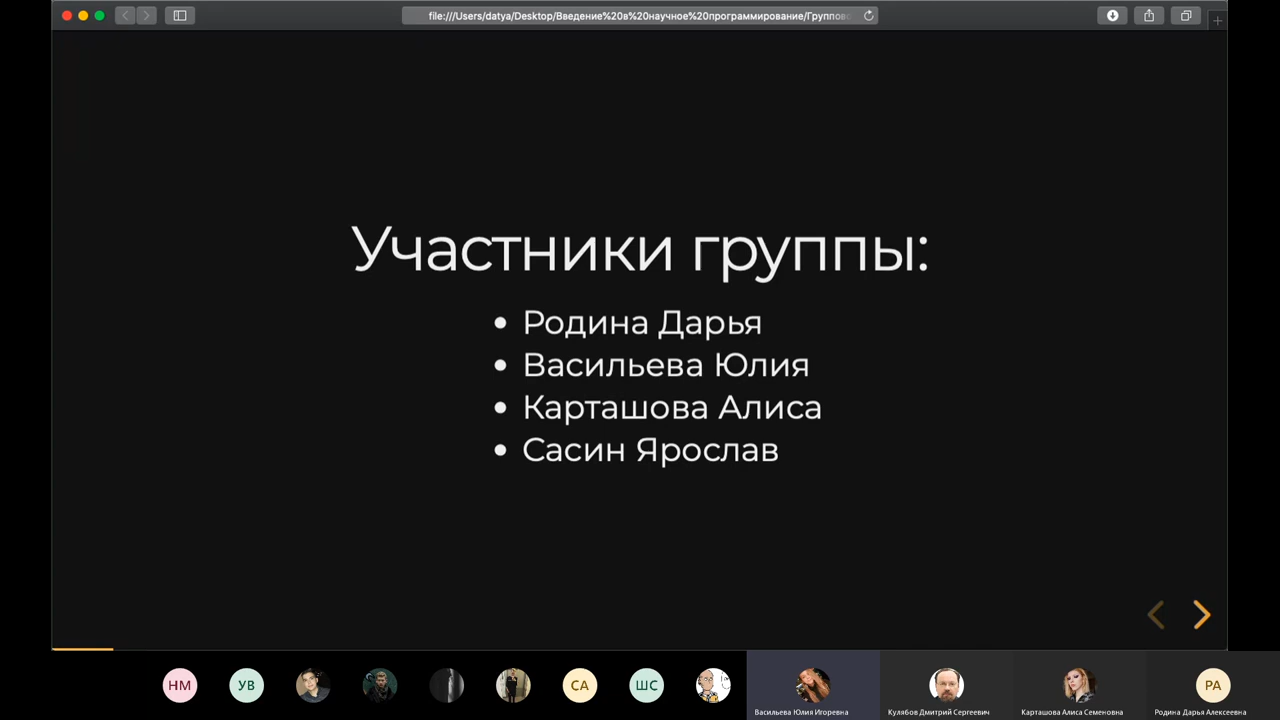 file:///Users/datya/Desktop/Введение%20в%20научное%20программирование/Группов
Участники группы:
Родина Дарья
Васильева Юлия
Карташова Алиса
Сасин Ярослав
НМ
УВ
СА
ШС
РА
Васильева Юлия Игоревна
Кулябов Дмитрий Сергеевич
Карташова Алиса Семеновна
Родина Дарья Алексеевна